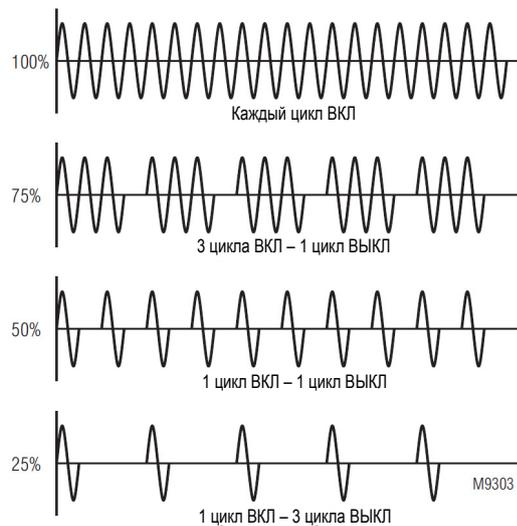 100%
Каждый цикл ВКЛ
75%
3 цикла ВКЛ – 1 цикл ВЫКЛ
50%
1 цикл ВКЛ – 1 цикл ВЫКЛ
25%
M9303
1 цикл ВКЛ – 3 цикла ВЫКЛ